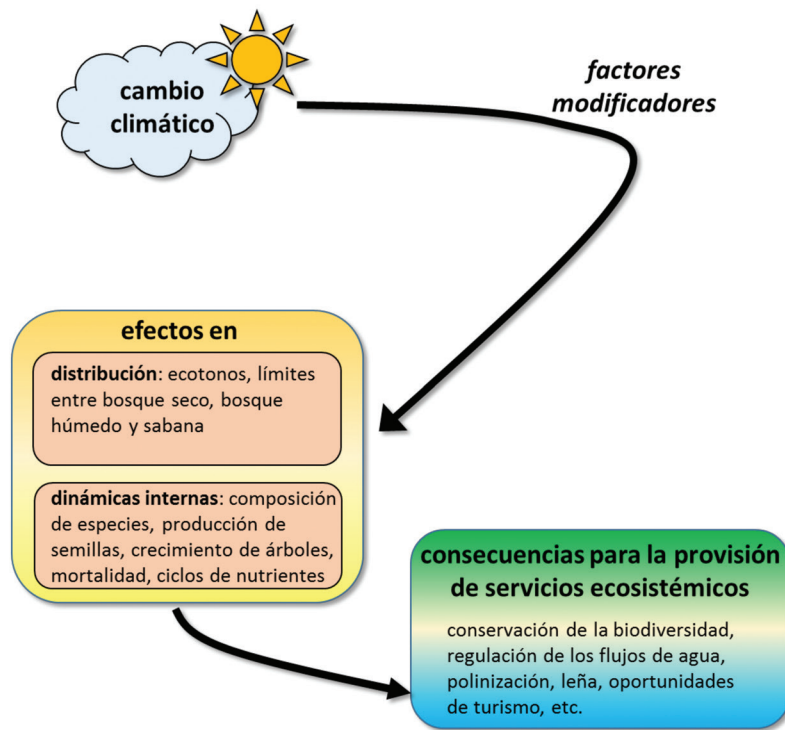 cambio
climático
factores
modificadores
efectos en
distribución: ecotonos, límites
entre bosque seco, bosque
húmedo y sabana
dinámicas internas: composición
de especies, producción de
semillas, crecimiento de árboles,
mortalidad, ciclos de nutrientes
consecuencias para la provisión
de servicios ecosistémicos
conservación de la biodiversidad,
regulación de los flujos de agua,
polinización, leña, oportunidades
de turismo, etc.